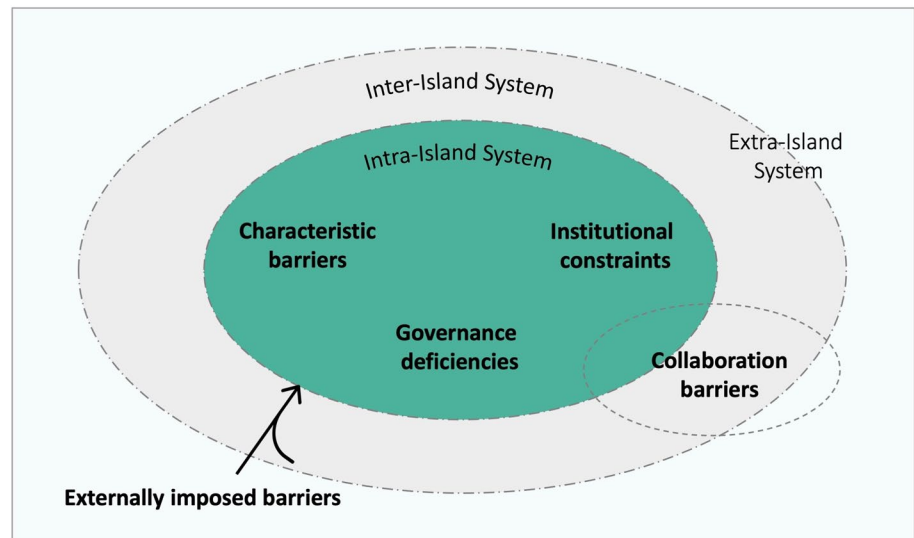 Inter-Island System
Extra-Island
System
Intra-Island System
Characteristic
barriers
Institutional
constraints
Governance
deficiencies
Collaboration
barriers
Externally imposed barriers